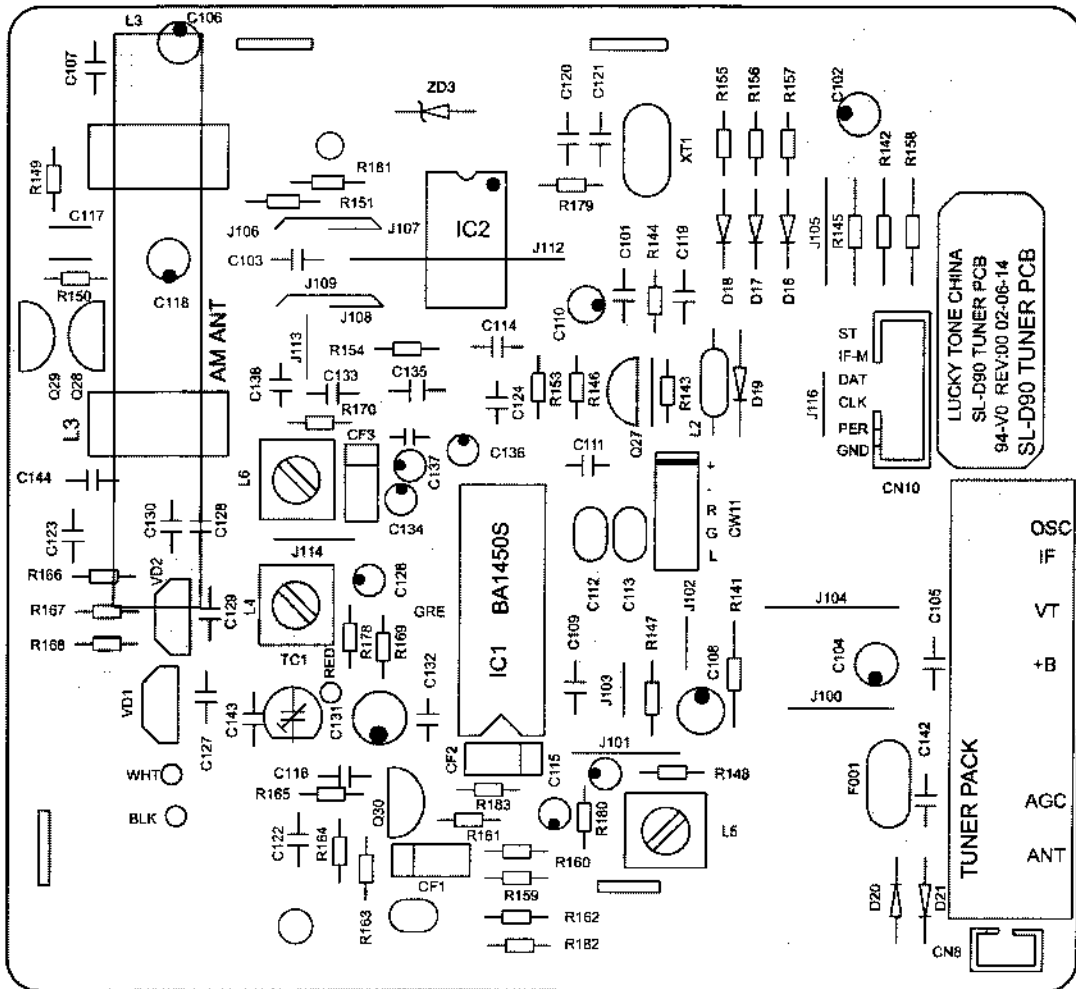 L3
C106
C107
ZD3
C120
C121
R155
R156
R157
C102
XT1
R142
R158
R149
R181
R151
R179
C117
J106
J107
IC2
J105
R145
C103
J112
C101
R144
C119
R150
C118
J109
J108
D18
D17
D16
C110
AM ANT
J113
R154
C114
ST
IF-M
DAT
CLK
PER
GND
J116
CN10
LUCKY TONE CHINA
SL-D90 TUNER PCB
94-V0 REV:00 02-06-14
SL-D90 TUNER PCB
Q29
Q28
C138
C133
C135
C124
R153
R146
R143
D19
R170
CF3
Q27
L2
L3
C136
C137
C111
C144
L6
C134
+
-
R
G
L
CW11
C123
C130
C128
J114
BA1450S
IC1
C112
C113
OSC
IF
VT
+B
AGC
ANT
TUNER PACK
R166
VD2
R167
C129
L4
C126
GRE
J102
R141
J104
C105
R168
TC1
R178
R169
C109
R147
C104
RED
C132
J103
C108
J100
VD1
C127
C143
C131
C142
WHT
CF2
J101
C115
F001
C116
R165
R148
BLK
Q30
R183
R180
C122
R164
R161
L5
R160
CF1
R159
D20
D21
R163
R162
R182
CN8